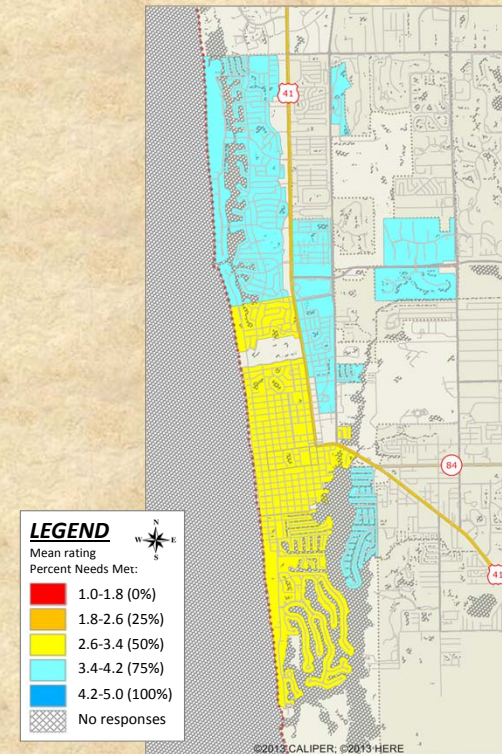 41
84
41
LEGEND
N
W E
S
Mean rating
Percent Needs Met:
1.0-1.8 (0%)
1.8-2.6 (25%)
2.6-3.4 (50%)
3.4-4.2 (75%)
4.2-5.0 (100%)
No responses
©2013 CALIPER; ©2013 HERE